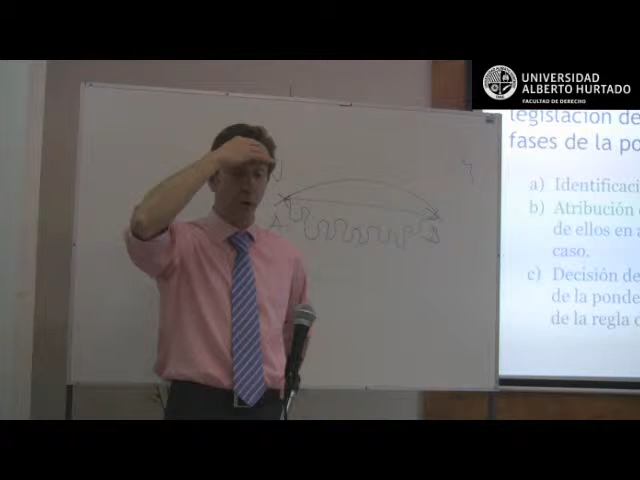 UNIVERSIDAD
ALBERTO HURTADO
FACULTAD DE DERECHO
legislación de
fases de la po
a) Identificaci
b) Atribución
de ellos en a
caso.
c) Decisión de
de la ponde
de la regla
A
B